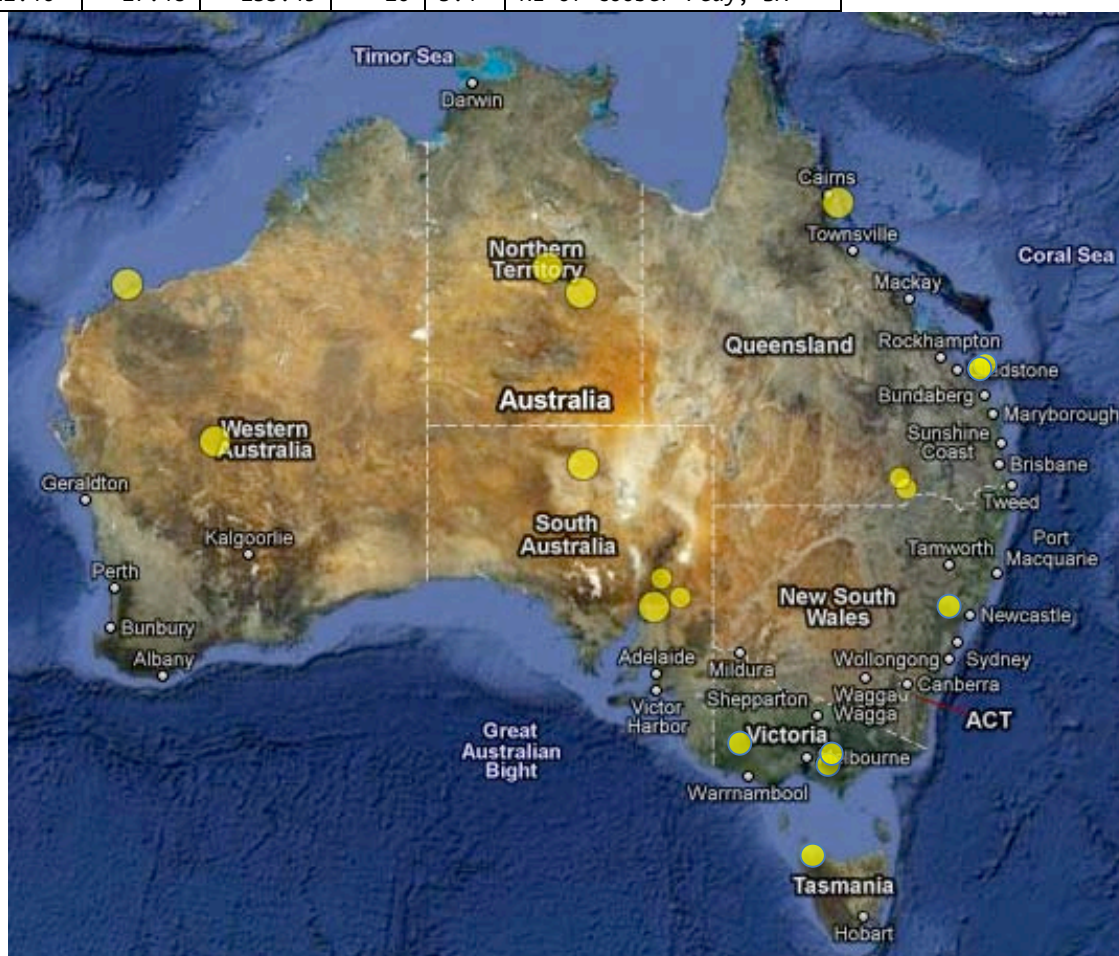 Timor Sea
Darwin
Cairns
Townsville
Coral Sea
Northern
Territory
Mackay
Queensland
Rockhampton
dstone
Australia
Bundaberg
Maryborough
Western
Australia
Sunshine
Coast
Brisbane
Geraldton
Tweed
South
Australia
Kalgoorlie
Tamworth
Port
Macquarie
Perth
New South
Wales
Newcastle
Bunbury
Albany
Adelaide
Mildura
Wollongong
Sydney
Shepparton
Canberra
Wagga
Wagga
ACT
Victor
Harbor
Great
Australian
Bight
Victoria
elbourne
Warrnambool
Tasmania
Hobart